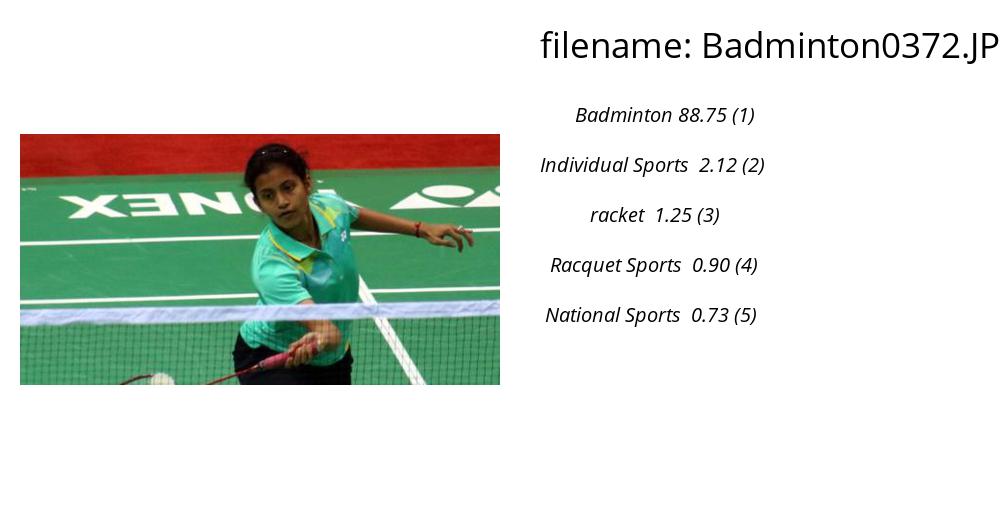 filename: Badminton0372.JP
Badminton 88.75 (1)
Individual Sports 2.12 (2)
racket 1.25 (3)
Racquet Sports 0.90 (4)
National Sports 0.73 (5)
YONEX